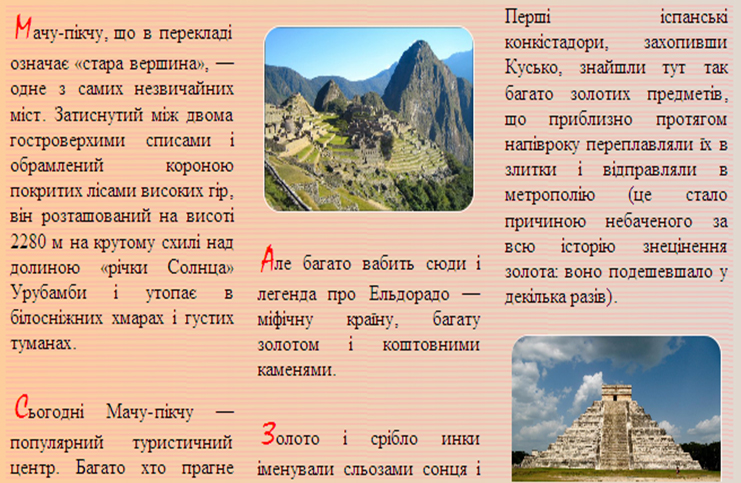 Мачу-пікчу, що в перекладі
означає «стара вершина», —
одне з самих незвичайних
міст. Затиснутий між двома
гостроверхими списами і
обрамлений короною
покритих лісами високих гір,
він розташований на висоті
2280 м на крутому схилі над
долиною «річки Солнца»
Урубамби і утопає в
білосніжних хмарах і густих
туманах.
Сьогодні Мачу-пікчу —
популярний туристичний
центр. Багато хто прагне
Але багато вабить сюди і
легенда про Ельдорадо —
міфічну країну, багату
золотом і коштовними
каменями.
Золото і срібло инки
іменували сльозами сонця і
Перші іспанські
конкістадори, захопивши
Кусько, знайшли тут так
багато золотих предметів,
що приблизно протягом
напівроку переплавляли їх в
злитки і відправляли в
метрополію (це стало
причиною небаченого за
всю історію знецінення
золота: воно подешевшало у
декілька разів).